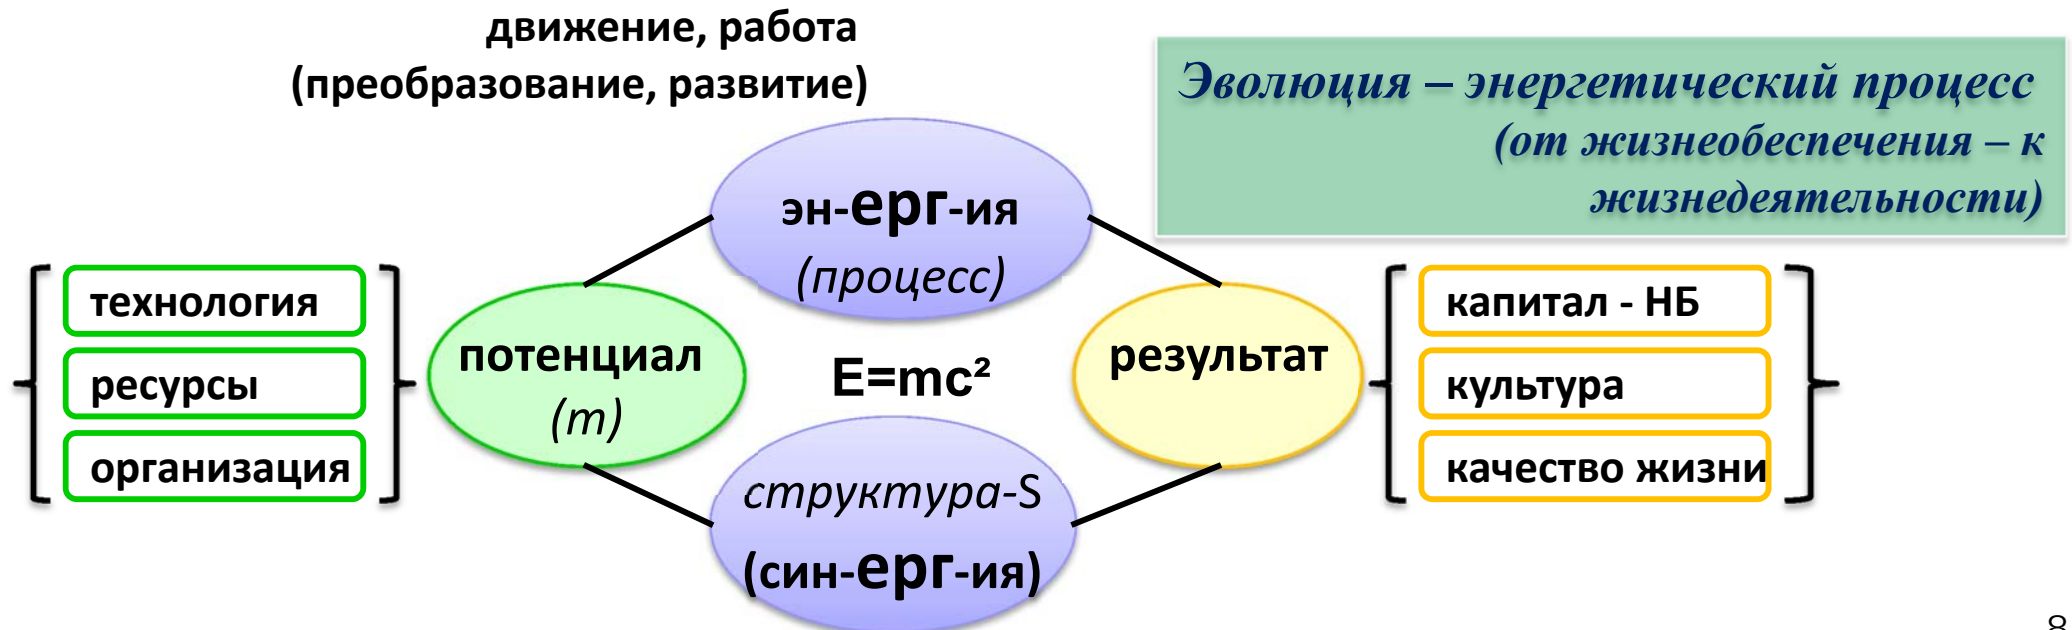 движение, работа
(преобразование, развитие)
Эволюция – энергетический процесс
(от жизнеобеспечения – к
жизнедеятельности)
эн-ерг-ия
(процесс)
технология
ресурсы
организация
потенциал
(m)
E=mc²
результат
капитал - НБ
культура
качество жизни
структура-S
(син-ерг-ия)
8